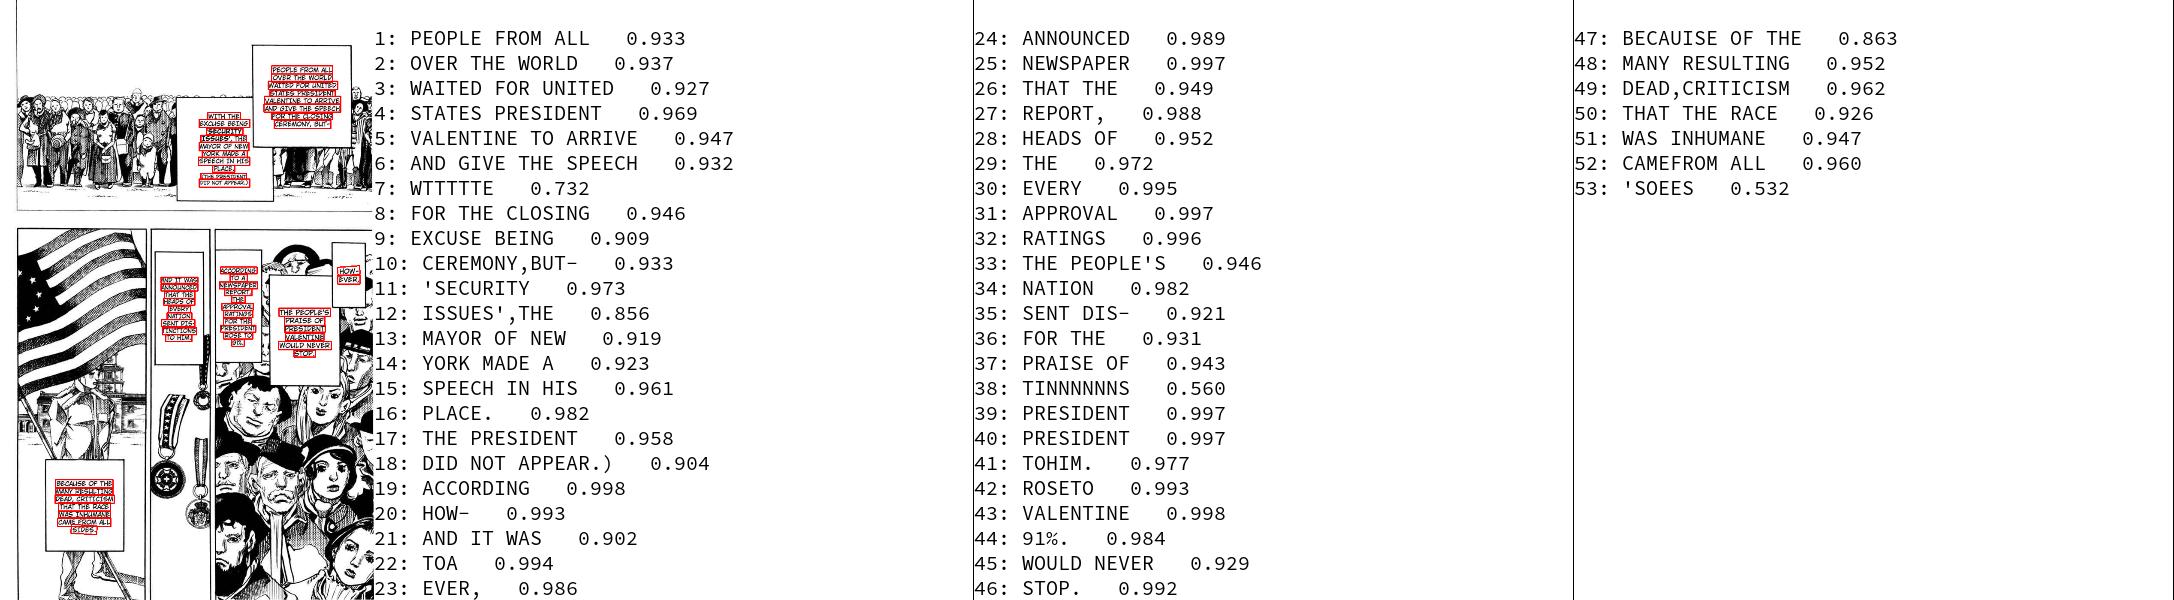 PEOPLE FROM ALL
OVER THE WORLD
WAITED FOR UNITED
STATES PRESIDENT
VALENTINE TO ARRIVE
AND GIVE THE SPEECH
FOR THE CLOSING
CEREMONY, BUT-
WITH THE
EXCUSE BEING
'SECURITY
ISSUES', THE
MAYOR OF NEW
YORK MADE A
SPEECH IN HIS
PLACE.
(THE PRESIDENT
DID NOT APPEAR.)
BECAUSE OF THE
MANY RESULTING
DEAD, CRITICISM
THAT THE RACE
WAS INHUMANE
CAME FROM ALL
SIDES.
AND IT WAS
ANNOUNCED
THAT THE
HEADS OF
EVERY
NATION
SENT DIS-
TINCTIONS
TO HIM.
ACCORDING
TO A
NEWSPAPER
REPORT,
THE
APPROVAL
RATINGS
FOR THE
PRESIDENT
ROSE TO
91%.
THE PEOPLE'S
PRAISE OF
PRESIDENT
VALENTINE
WOULD NEVER
STOP.
HOW-
EVER,
1: PEOPLE FROM ALL 0.933
2: OVER THE WORLD 0.937
3: WAITED FOR UNITED 0.927
4: STATES PRESIDENT 0.969
5: VALENTINE TO ARRIVE 0.947
6: AND GIVE THE SPEECH 0.932
7: WTTTTTE 0.732
8: FOR THE CLOSING 0.946
9: EXCUSE BEING 0.909
10: CEREMONY,BUT- 0.933
11: 'SECURITY 0.973
12: ISSUES',THE 0.856
13: MAYOR OF NEW 0.919
14: YORK MADE A 0.923
15: SPEECH IN HIS 0.961
16: PLACE. 0.982
17: THE PRESIDENT 0.958
18: DID NOT APPEAR.) 0.904
19: ACCORDING 0.998
20: HOW- 0.993
21: AND IT WAS 0.902
22: TOA 0.994
23: EVER, 0.986
24: ANNOUNCED 0.989
25: NEWSPAPER 0.997
26: THAT THE 0.949
27: REPORT, 0.988
28: HEADS OF 0.952
29: THE 0.972
30: EVERY 0.995
31: APPROVAL 0.997
32: RATINGS 0.996
33: THE PEOPLE'S 0.946
34: NATION 0.982
35: SENT DIS- 0.921
36: FOR THE 0.931
37: PRAISE OF 0.943
38: TINNNNNNS 0.560
39: PRESIDENT 0.997
40: PRESIDENT 0.997
41: TOHIM. 0.977
42: ROSETO 0.993
43: VALENTINE 0.998
44: 91%. 0.984
45: WOULD NEVER 0.929
46: STOP. 0.992
47: BECAUISE OF THE 0.863
48: MANY RESULTING 0.952
49: DEAD,CRITICISM 0.962
50: THAT THE RACE 0.926
51: WAS INHUMANE 0.947
52: CAMEFROM ALL 0.960
53: 'SOEES 0.532